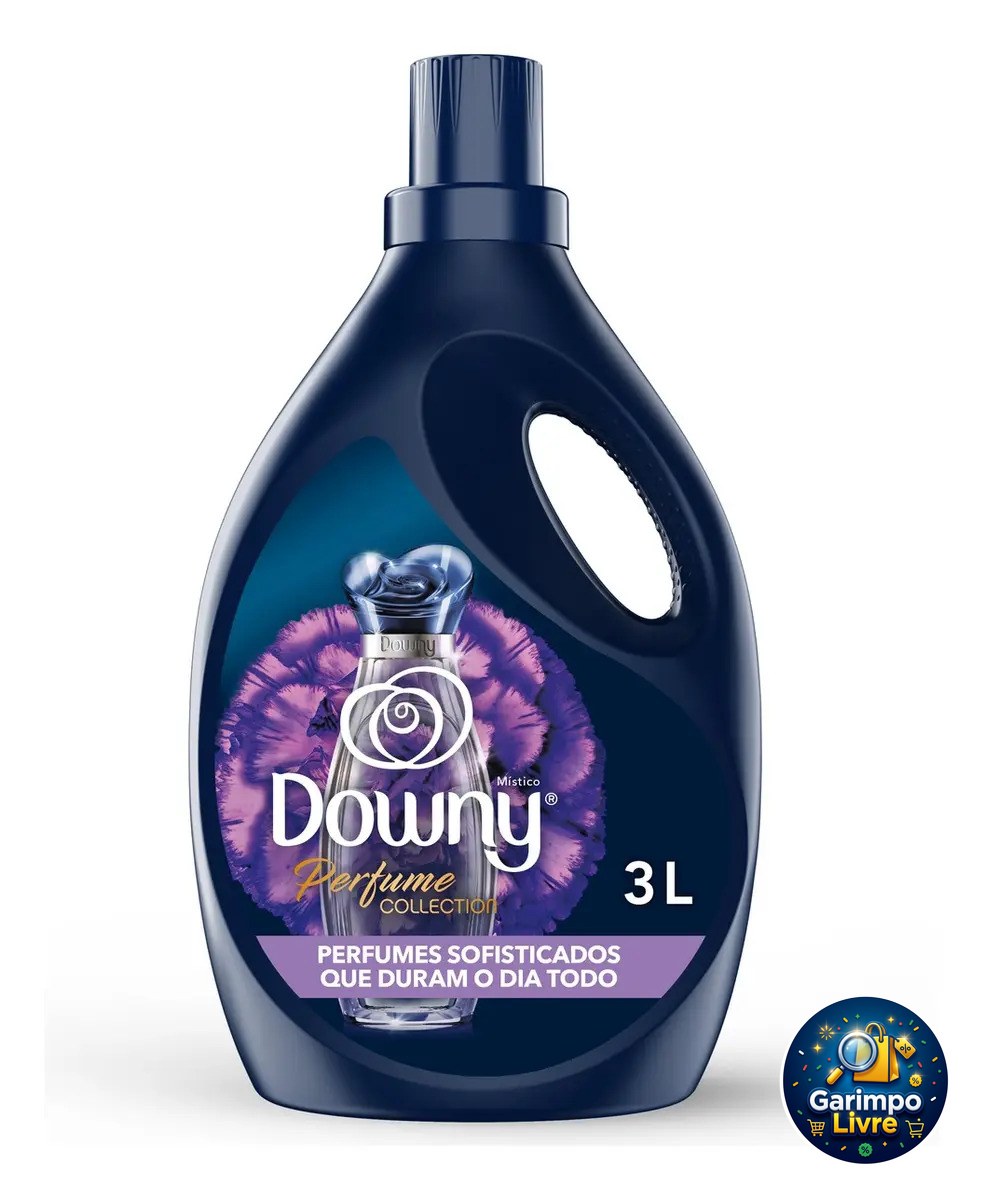 Downy
Místico
Downy®
Perfume
COLLECTION
3 L
PERFUMES SOFISTICADOS
QUE DURAM O DIA TODO
%
%
Garimpo
Livre
%